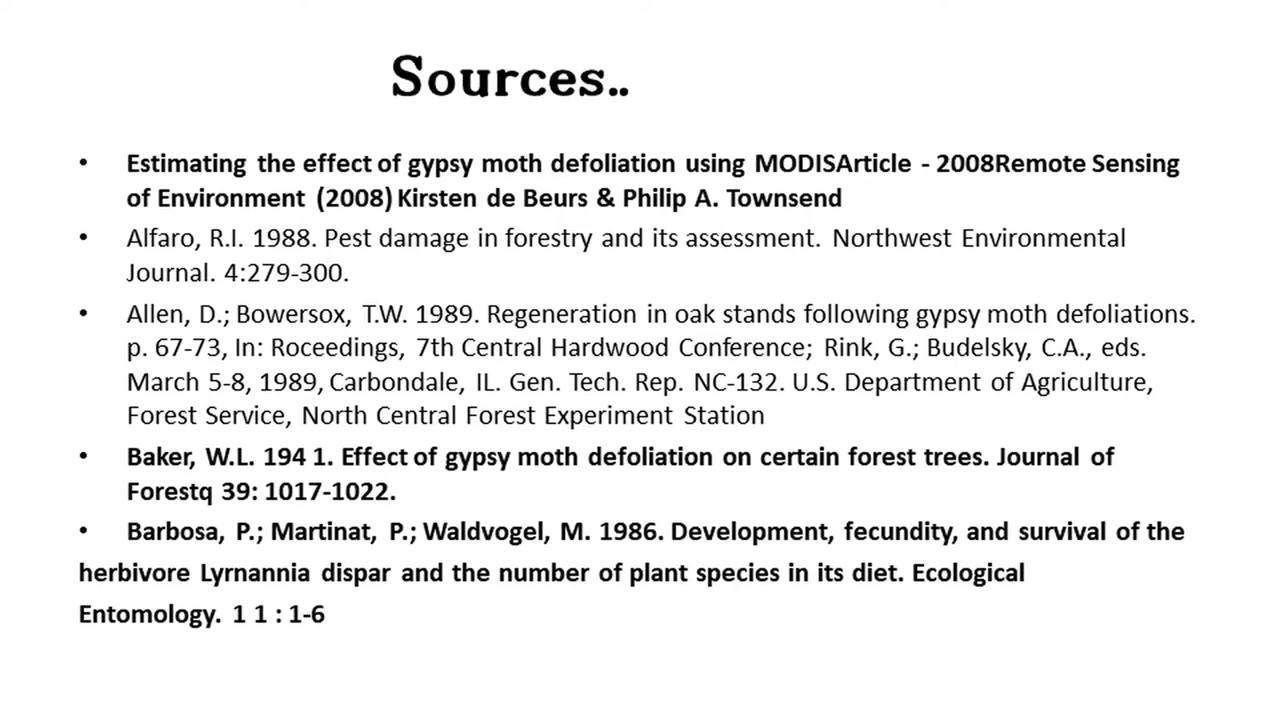 Sources..
• Estimating the effect of gypsy moth defoliation using MODISArticle - 2008Remote Sensing
of Environment (2008) Kirsten de Beurs & Philip A. Townsend
• Alfaro, R.I. 1988. Pest damage in forestry and its assessment. Northwest Environmental
Journal. 4:279-300.
• Allen, D.; Bowersox, T.W. 1989. Regeneration in oak stands following gypsy moth defoliations.
p. 67-73, In: Roceedings, 7th Central Hardwood Conference; Rink, G.; Budelsky, C.A., eds.
March 5-8, 1989, Carbondale, IL. Gen. Tech. Rep. NC-132. U.S. Department of Agriculture,
Forest Service, North Central Forest Experiment Station
• Baker, W.L. 194 1. Effect of gypsy moth defoliation on certain forest trees. Journal of
Forestq 39: 1017-1022.
• Barbosa, P.; Martinat, P.; Waldvogel, M. 1986. Development, fecundity, and survival of the
herbivore Lyrnannia dispar and the number of plant species in its diet. Ecological
Entomology. 1 1 : 1-6